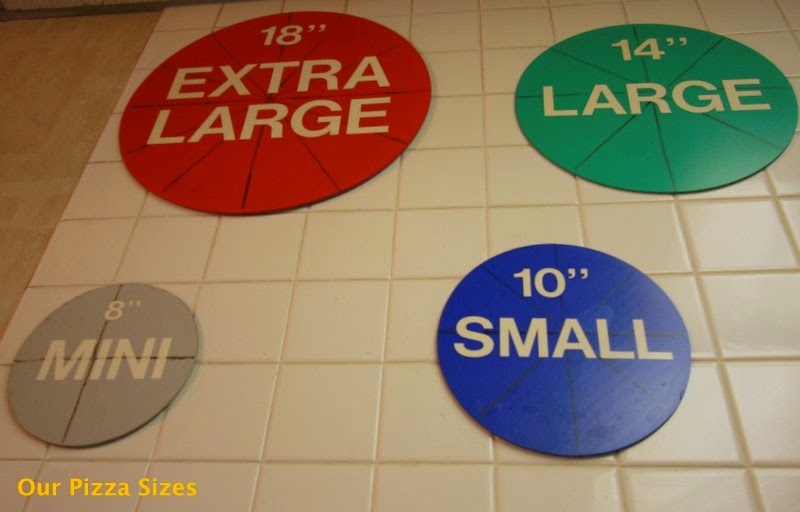 18”
EXTRA
LARGE
14”
LARGE
8”
MINI
10”
SMALL
Our Pizza Sizes